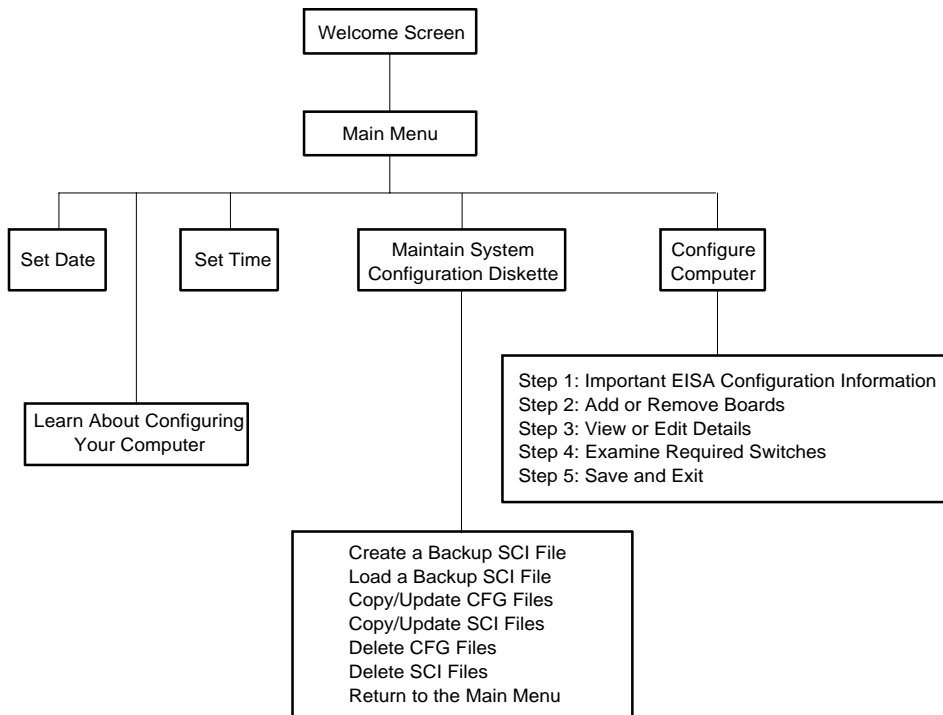 Welcome Screen
Main Menu
Set Date
Set Time
Maintain System
Configuration Diskette
Configure
Computer
Learn About Configuring
Your Computer
Step 1: Important EISA Configuration Information
Step 2: Add or Remove Boards
Step 3: View or Edit Details
Step 4: Examine Required Switches
Step 5: Save and Exit
Create a Backup SCI File
Load a Backup SCI File
Copy/Update CFG Files
Copy/Update SCI Files
Delete CFG Files
Delete SCI Files
Return to the Main Menu